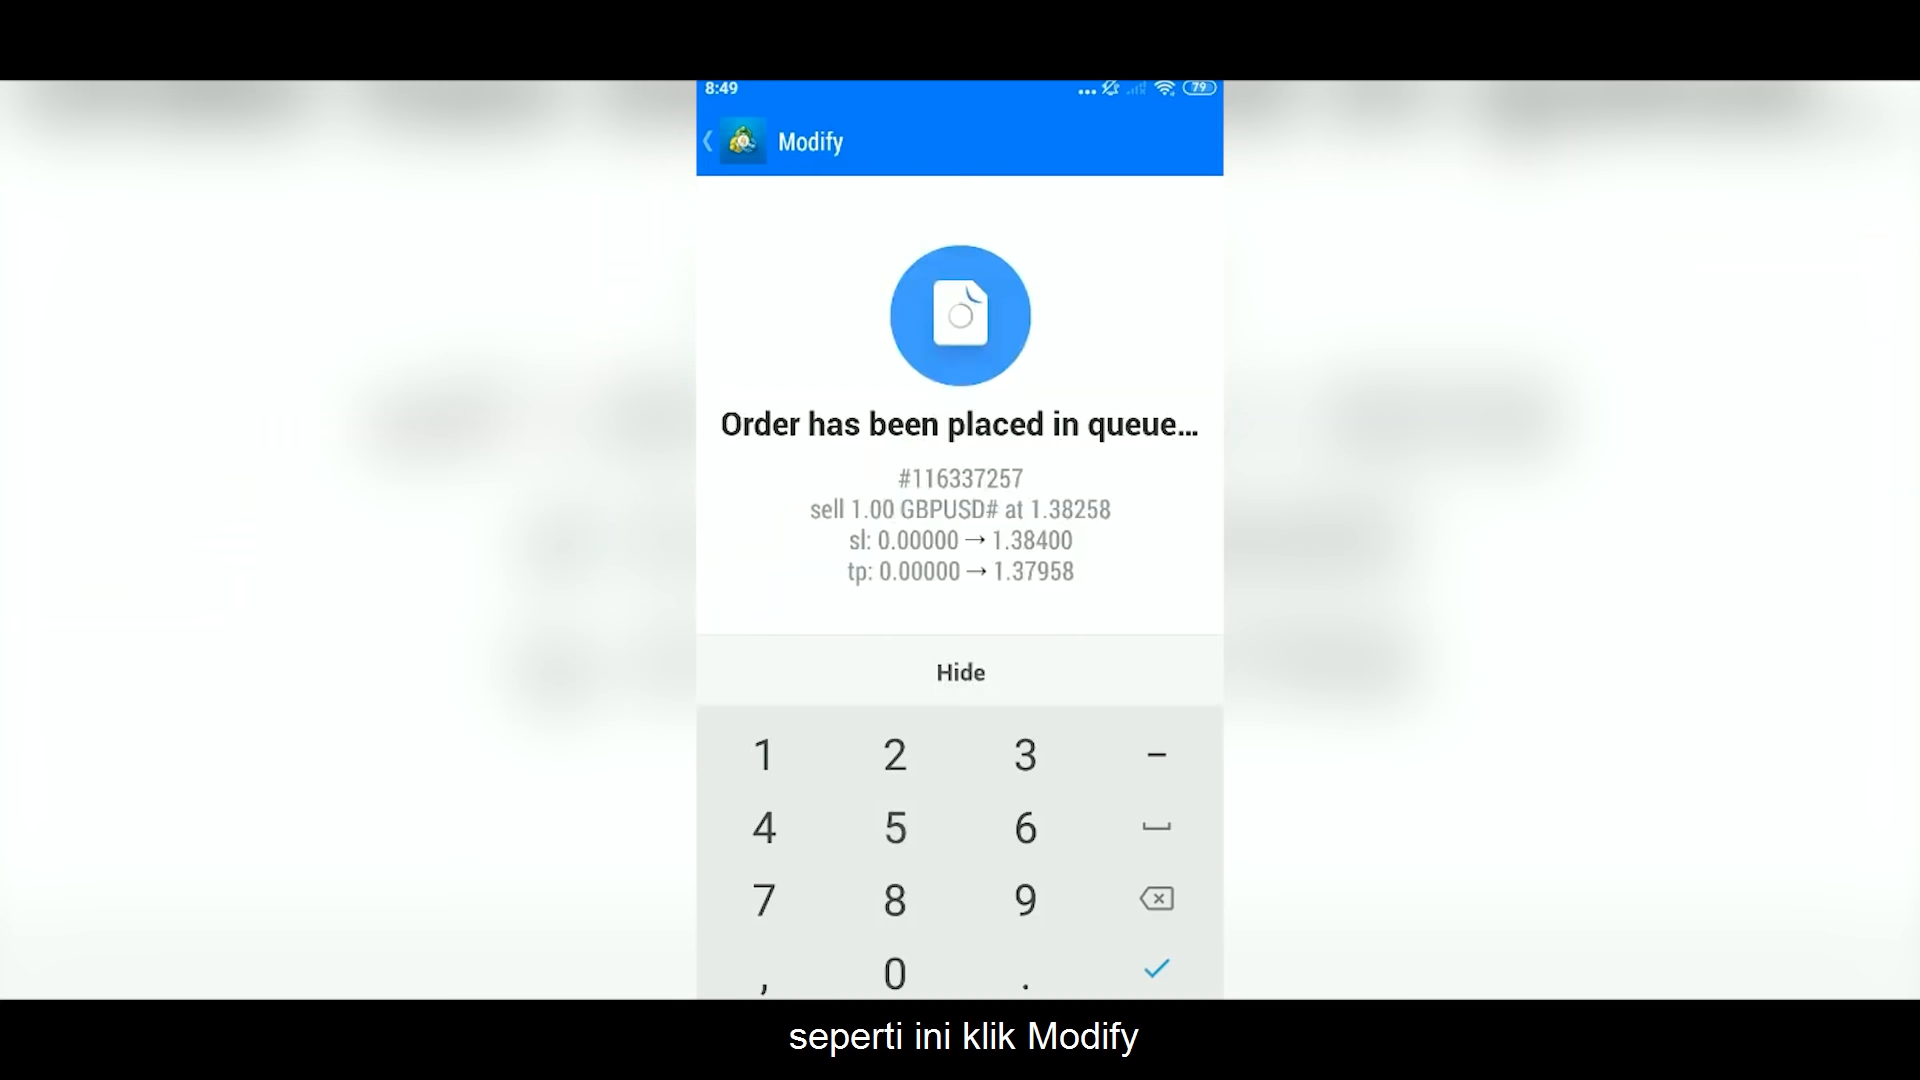 8:49
79
Modify
Order has been placed in queue...
#116337257
sell 1.00 GBPUSD# at 1.38258
sl: 0.00000 → 1.38400
tp: 0.00000 → 1.37958
Hide
1 2 3 –
4 5 6
7 8 9
, 0 .
seperti ini klik Modify